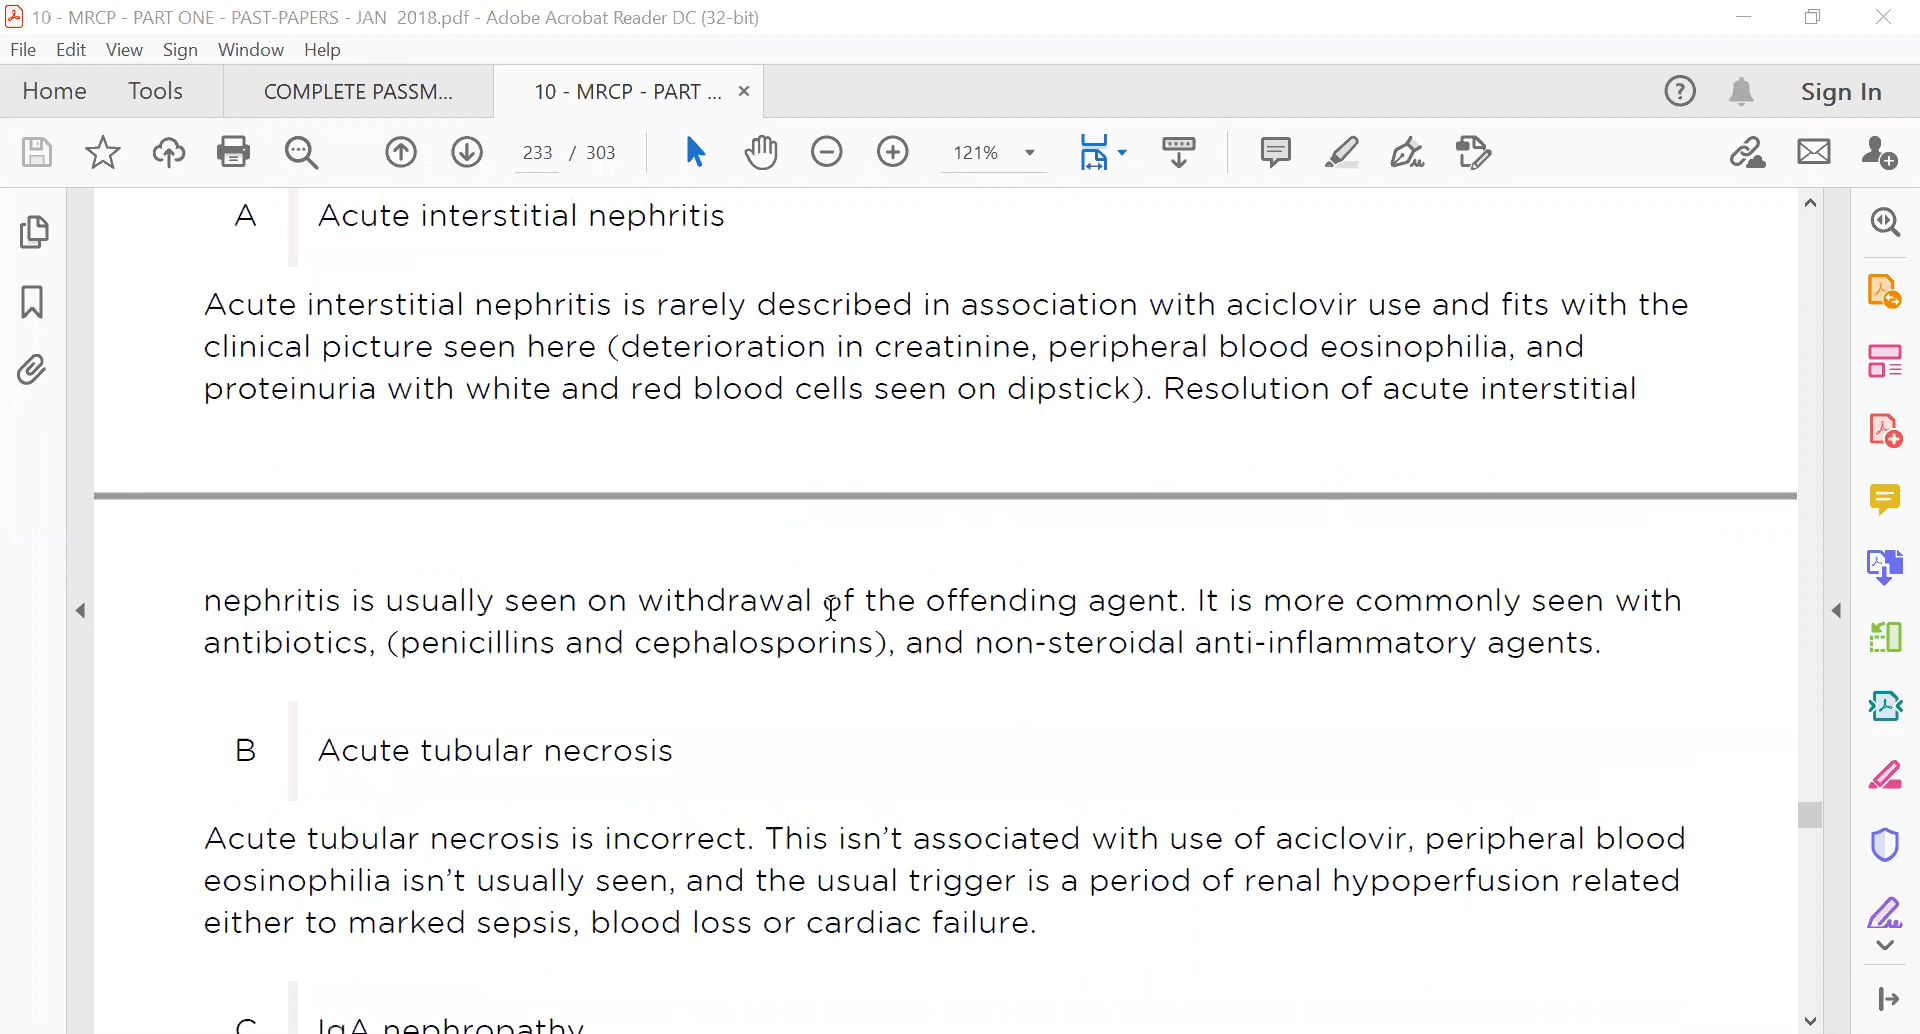 10 - MRCP - PART ONE - PAST-PAPERS - JAN 2018.pdf - Adobe Acrobat Reader DC (32-bit)
File Edit View Sign Window Help
Home Tools COMPLETE PASSM... 10 - MRCP - PART ... × Sign In
233 / 303 121%
A Acute interstitial nephritis
Acute interstitial nephritis is rarely described in association with aciclovir use and fits with the
clinical picture seen here (deterioration in creatinine, peripheral blood eosinophilia, and
proteinuria with white and red blood cells seen on dipstick). Resolution of acute interstitial
nephritis is usually seen on withdrawal of the offending agent. It is more commonly seen with
antibiotics, (penicillins and cephalosporins), and non-steroidal anti-inflammatory agents.
B Acute tubular necrosis
Acute tubular necrosis is incorrect. This isn't associated with use of aciclovir, peripheral blood
eosinophilia isn't usually seen, and the usual trigger is a period of renal hypoperfusion related
either to marked sepsis, blood loss or cardiac failure.
C IgA nephropathy